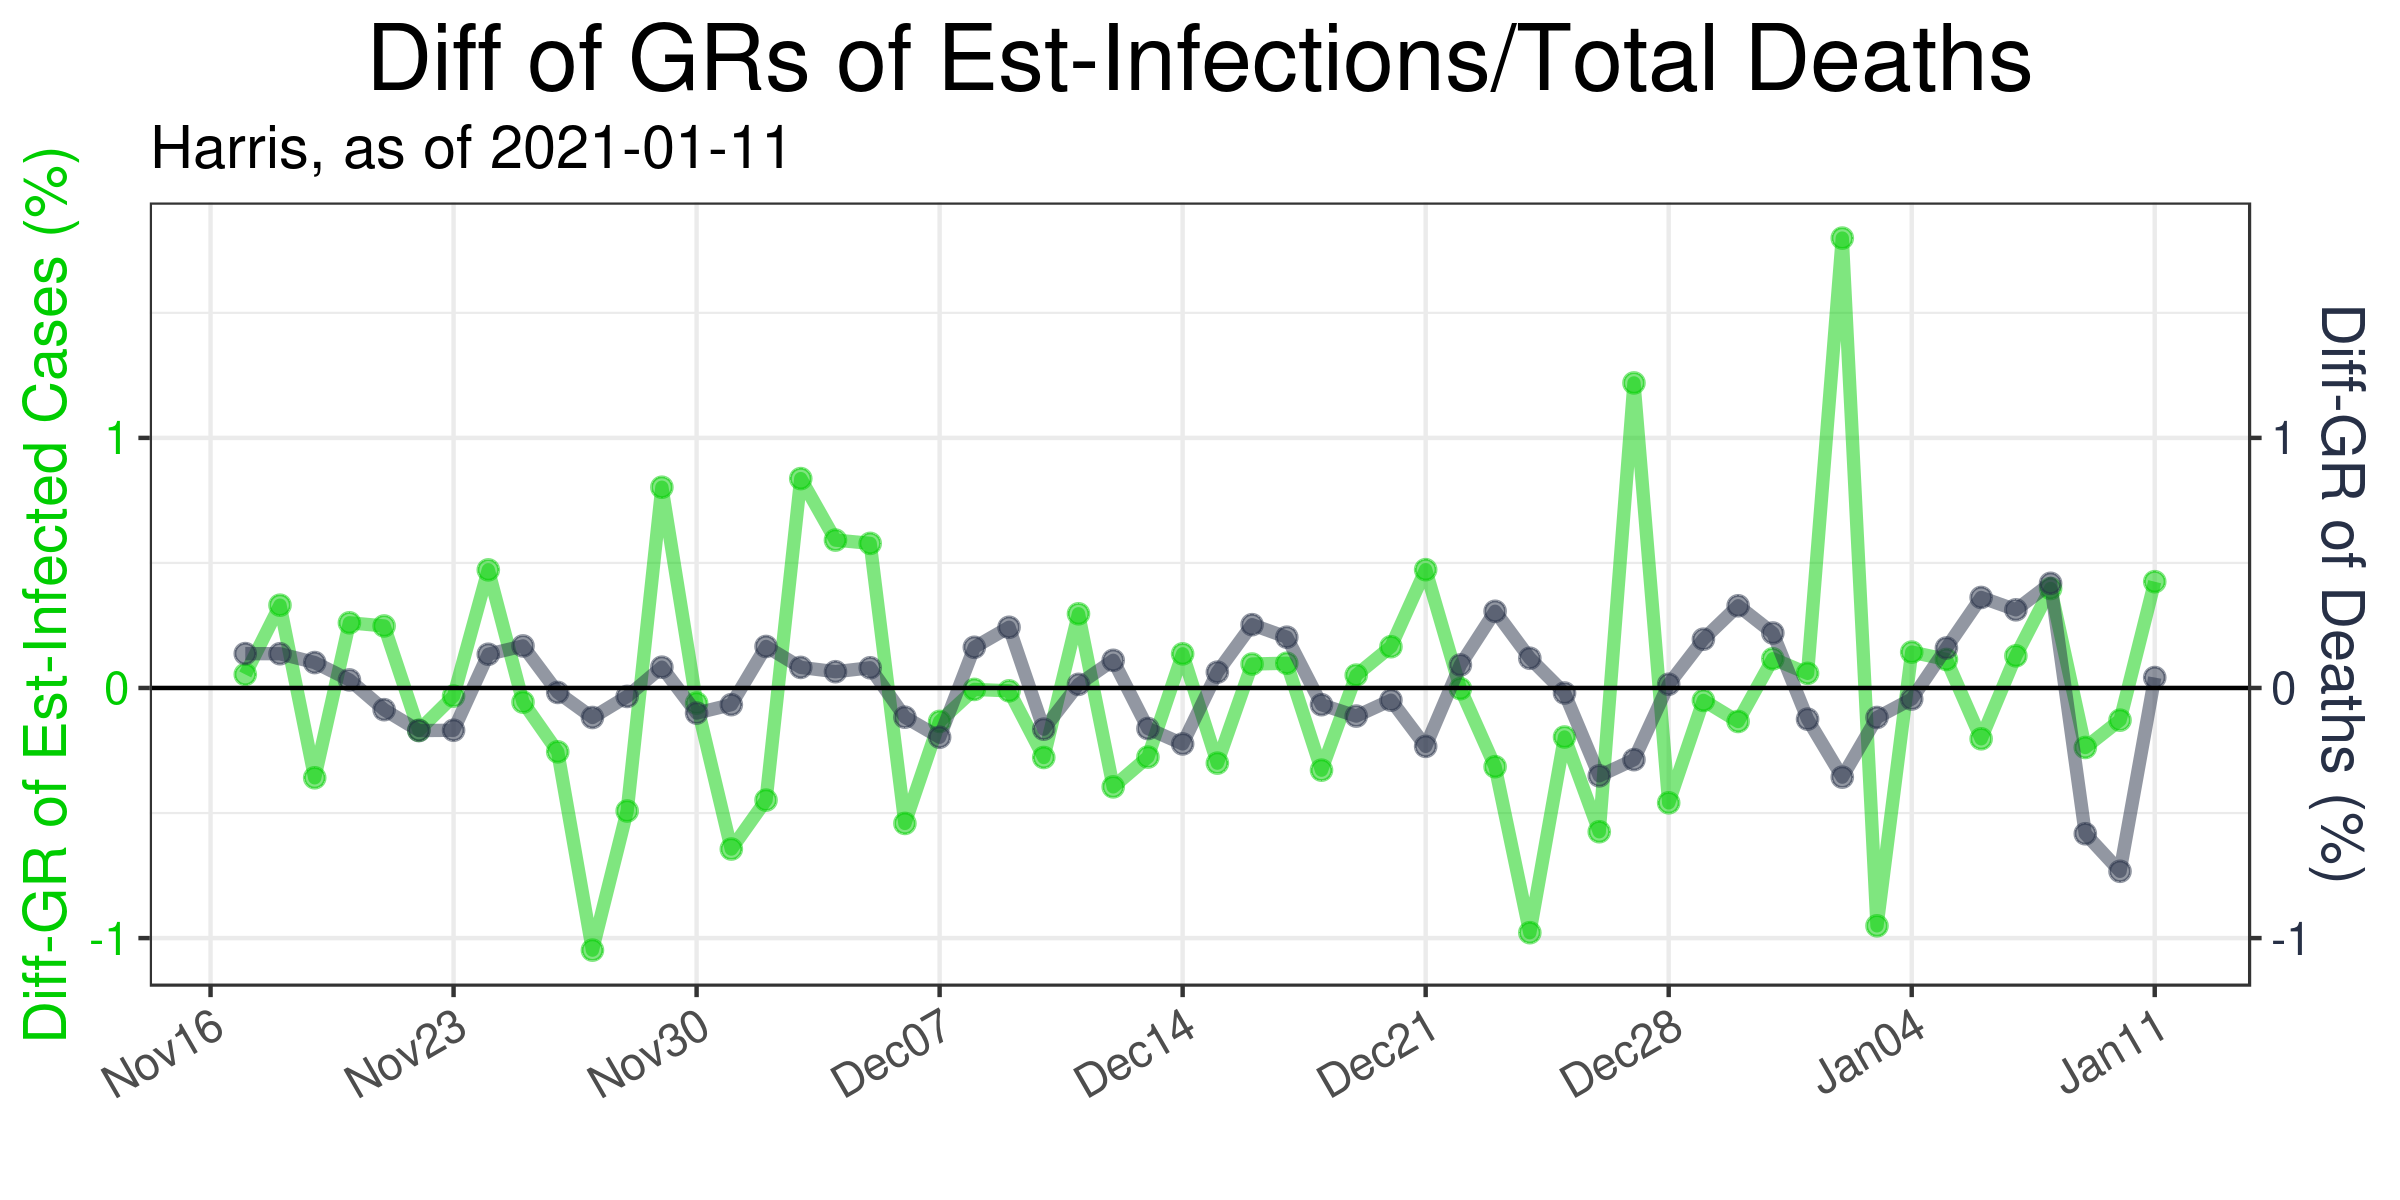 Diff of GRs of Est-Infections/Total Deaths
Harris, as of 2021-01-11
Diff-GR of Est-Infected Cases (%)
1
0
-1
1
0
-1
Diff-GR of Deaths (%)
Nov16
Nov23
Nov30
Dec07
Dec14
Dec21
Dec28
Jan04
Jan11